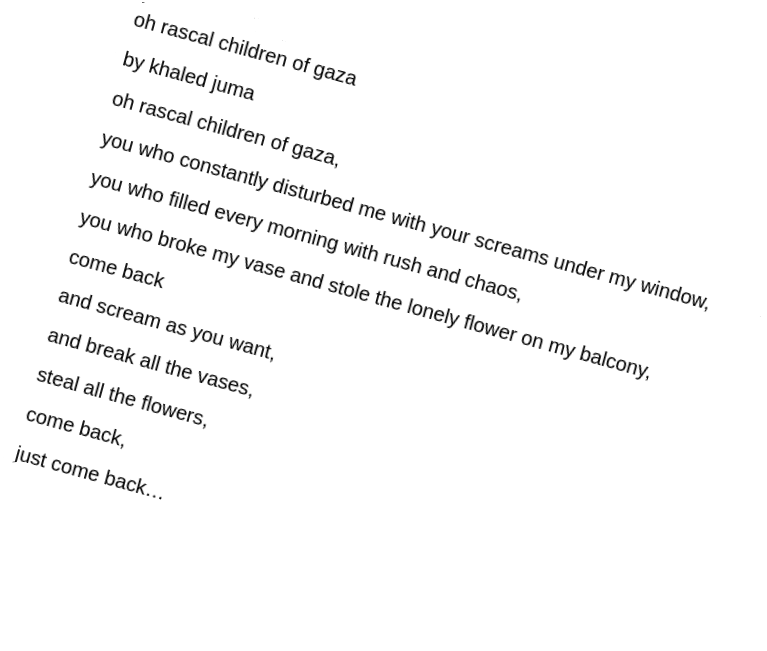 oh rascal children of gaza
by khaled juma
oh rascal children of gaza,
you who constantly disturbed me with your screams under my window,
you who filled every morning with rush and chaos,
you who broke my vase and stole the lonely flower on my balcony,
come back
and scream as you want,
and break all the vases,
steal all the flowers,
come back,
just come back…